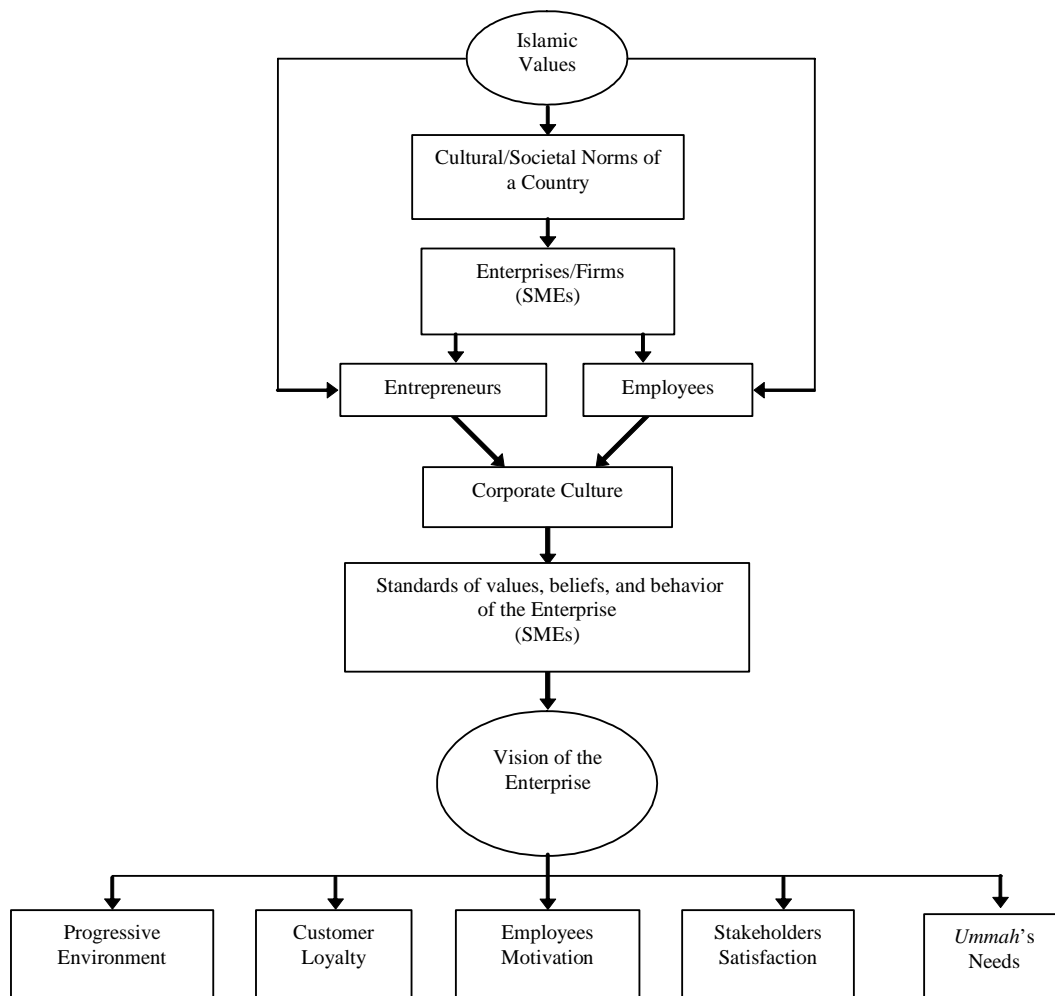 Islamic
Values
Cultural/Societal Norms of
a Country
Enterprises/Firms
(SMEs)
Entrepreneurs
Employees
Corporate Culture
Standards of values, beliefs, and behavior
of the Enterprise
(SMEs)
Vision of the
Enterprise
Progressive
Environment
Customer
Loyalty
Employees
Motivation
Stakeholders
Satisfaction
Ummah's
Needs